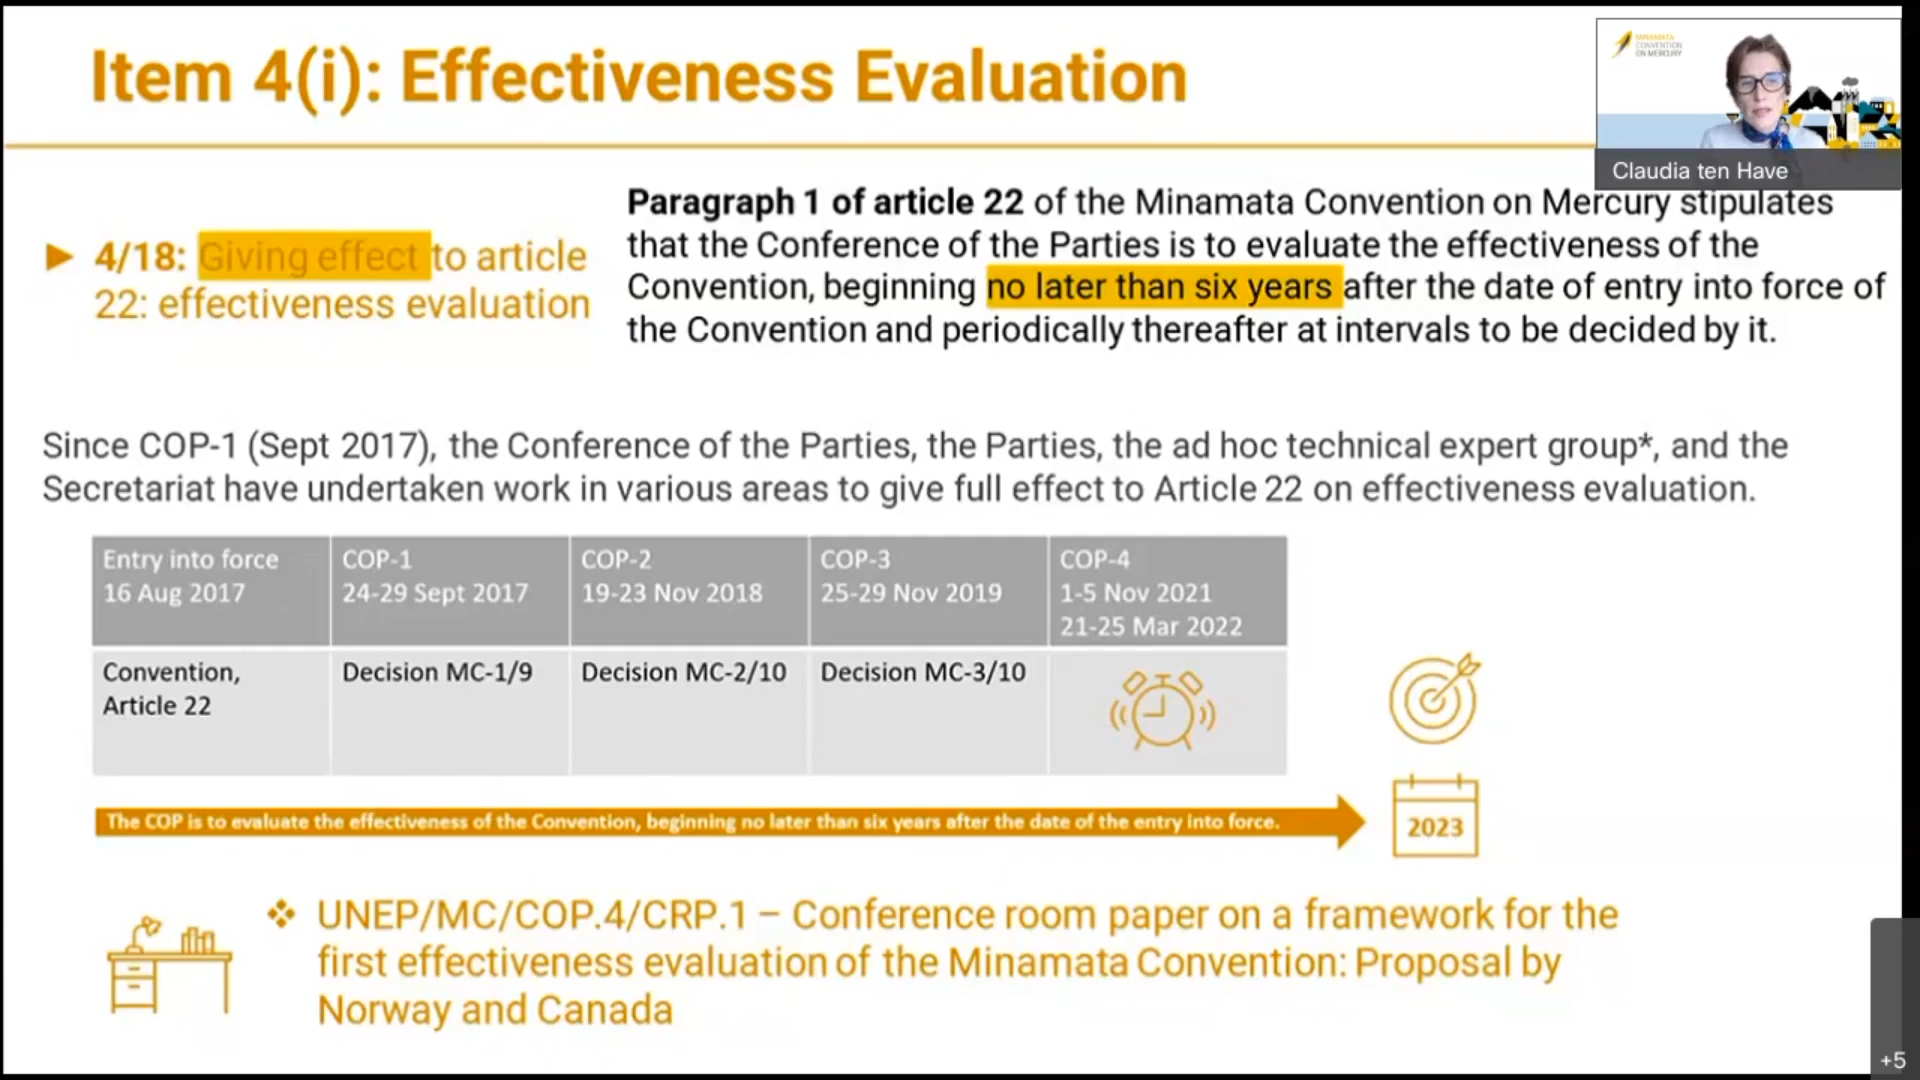 Item 4(i): Effectiveness Evaluation
MINAMATA
CONVENTION
ON MERCURY
Claudia ten Have
4/18: Giving effect to article
22: effectiveness evaluation
Paragraph 1 of article 22 of the Minamata Convention on Mercury stipulates
that the Conference of the Parties is to evaluate the effectiveness of the
Convention, beginning no later than six years after the date of entry into force of
the Convention and periodically thereafter at intervals to be decided by it.
Since COP-1 (Sept 2017), the Conference of the Parties, the Parties, the ad hoc technical expert group*, and the
Secretariat have undertaken work in various areas to give full effect to Article 22 on effectiveness evaluation.
Entry into force
16 Aug 2017
COP-1
24-29 Sept 2017
COP-2
19-23 Nov 2018
COP-3
25-29 Nov 2019
COP-4
1-5 Nov 2021
21-25 Mar 2022
Convention,
Article 22
Decision MC-1/9
Decision MC-2/10
Decision MC-3/10
The COP is to evaluate the effectiveness of the Convention, beginning no later than six years after the date of the entry into force.
2023
UNEP/MC/COP.4/CRP.1 – Conference room paper on a framework for the
first effectiveness evaluation of the Minamata Convention: Proposal by
Norway and Canada
+5